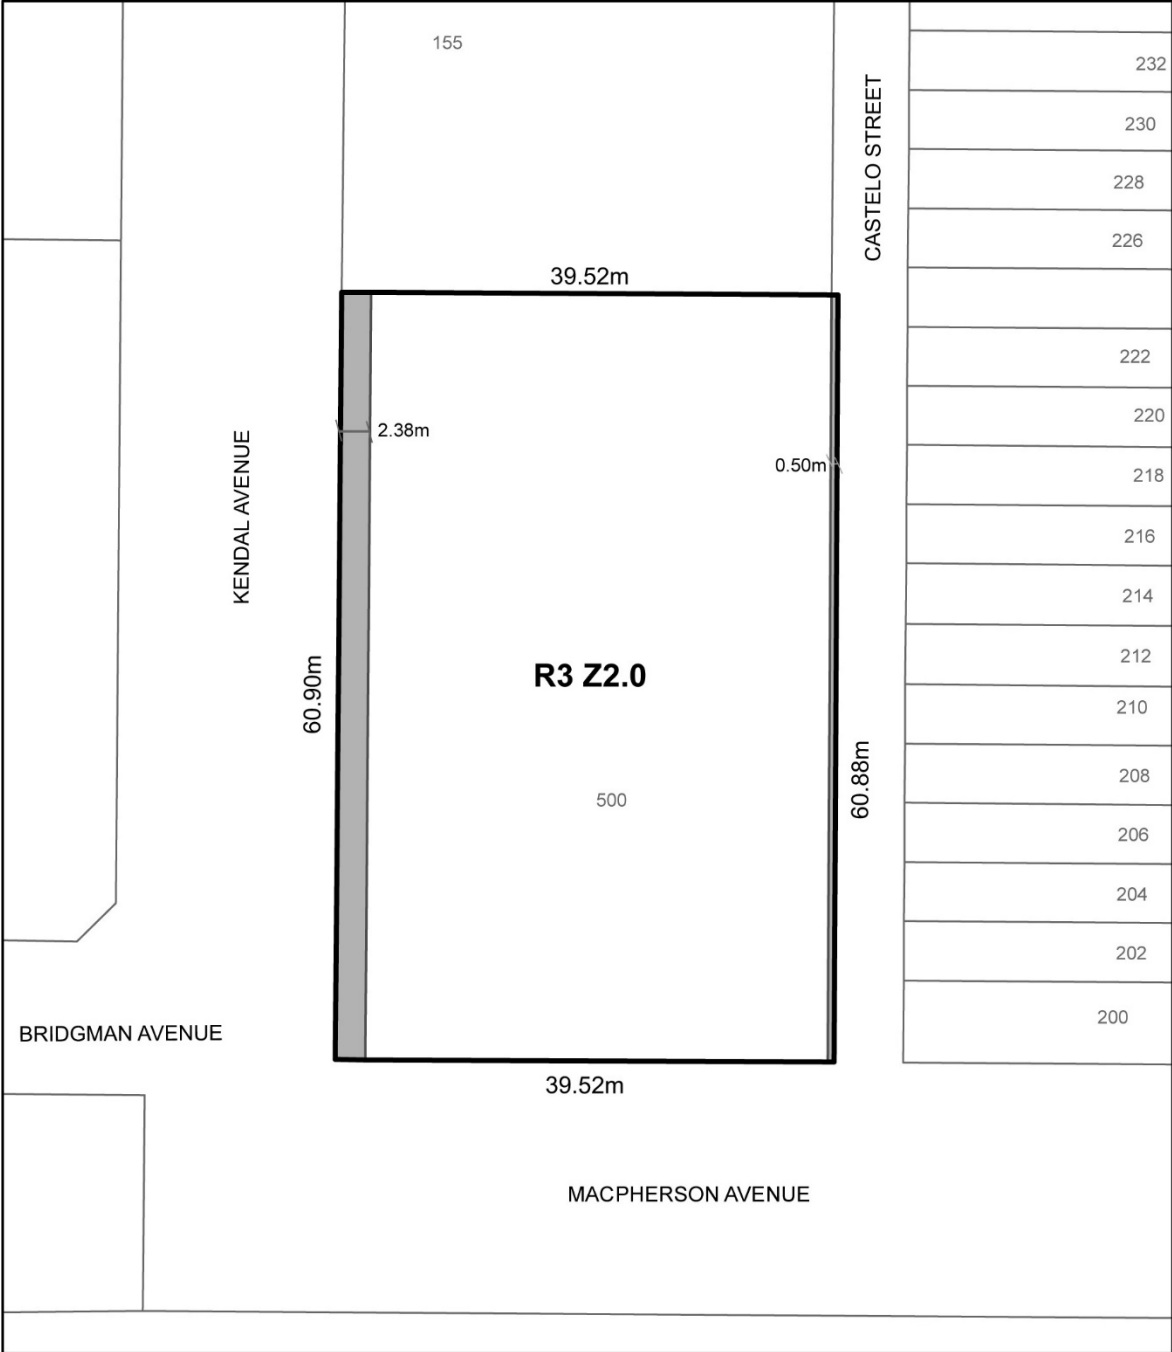 155
232
CASTELO STREET
230
228
226
39.52m
222
220
2.38m
KENDAL AVENUE
0.50m
218
216
214
212
60.90m
R3 Z2.0
210
60.88m
208
500
206
204
202
200
BRIDGMAN AVENUE
39.52m
MACPHERSON AVENUE